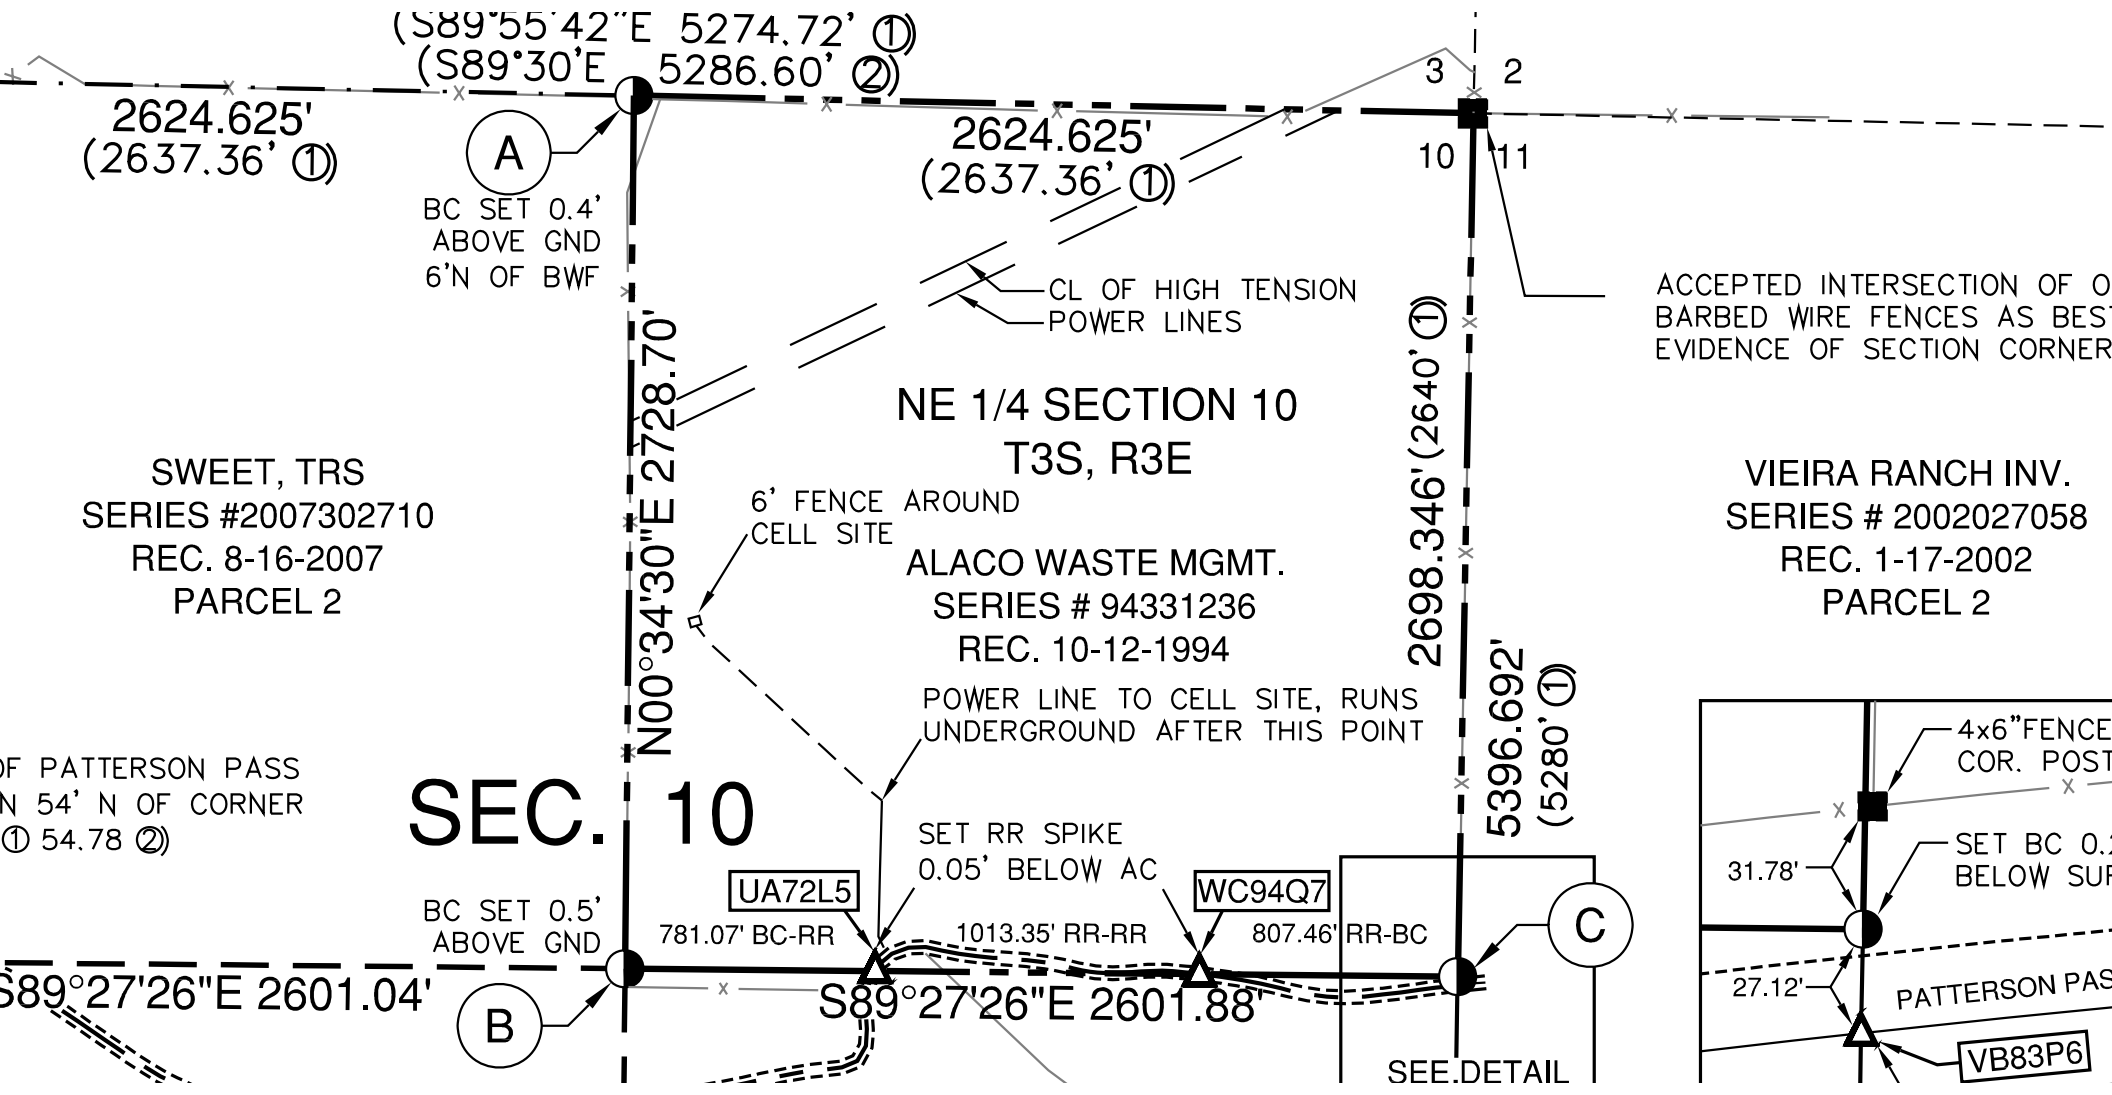 (S89°55'42"E 5274.72' ①)
(S89°30'E 5286.60' ②)
3 2
2624.625'
(2637.36' ①)
A
2624.625'
(2637.36' ①)
10 11
BC SET 0.4'
ABOVE GND
6'N OF BWF
CL OF HIGH TENSION
POWER LINES
ACCEPTED INTERSECTION OF
BARBED WIRE FENCES AS
EVIDENCE OF SECTION CORNER
N00°34'30"E 2728.70'
2698.346' (2640' ①)
NE 1/4 SECTION 10
T3S, R3E
SWEET, TRS
SERIES #2007302710
REC. 8-16-2007
PARCEL 2
6' FENCE AROUND
CELL SITE
ALACO WASTE MGMT.
SERIES # 94331236
REC. 10-12-1994
VIEIRA RANCH INV.
SERIES # 2002027058
REC. 1-17-2002
PARCEL 2
5396.692'
(5280' ①)
POWER LINE TO CELL SITE, RUNS
UNDERGROUND AFTER THIS POINT
OF PATTERSON PASS
N 54' N OF CORNER
① 54.78 ②)
SEC. 10
4x6"FENCE
COR. POST
SET RR SPIKE
0.05' BELOW AC
UA72L5
WC94Q7
31.78'
SET BC
BELOW
BC SET 0.5'
ABOVE GND
781.07' BC-RR
1013.35' RR-RR
807.46' RR-BC
C
S89°27'26"E 2601.04'
B
S89°27'26"E 2601.88'
27.12'
PATTERSON
VB83P6
SEE DETAIL